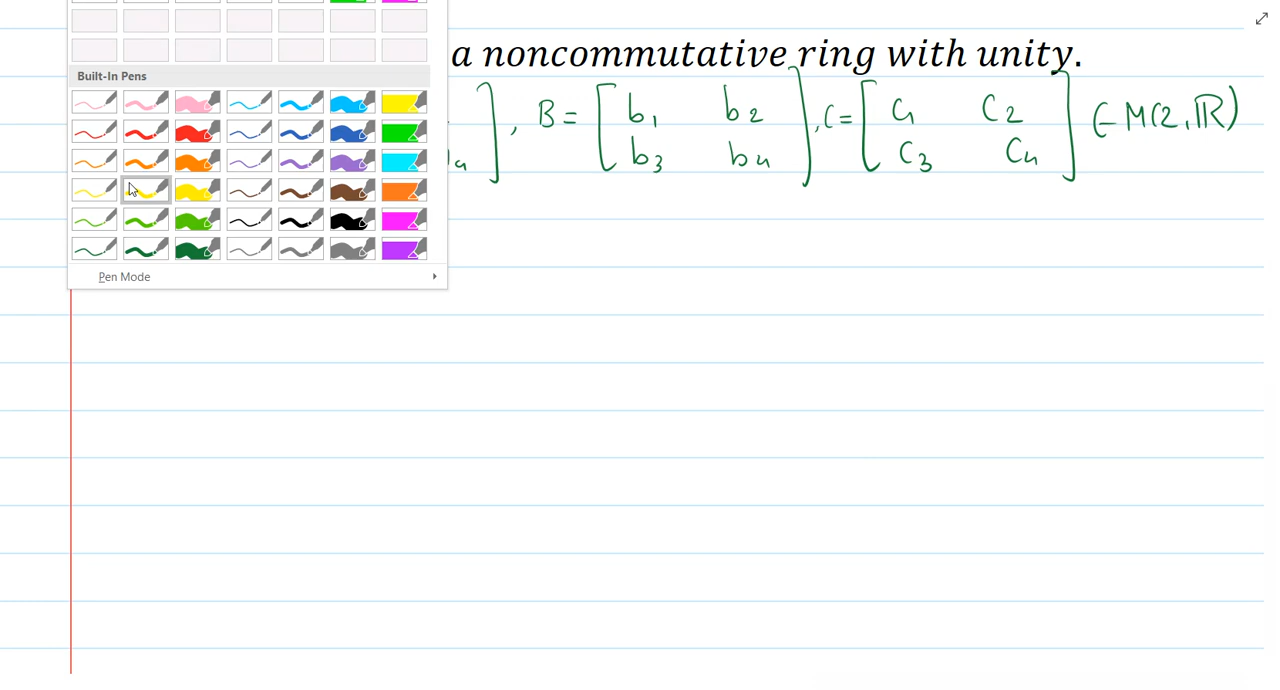 a noncommutative ring with unity.
Built-In Pens
], B = [ b₁ b₂ ], C = [ c₁ c₂ ] ∈ M(2, ℝ)
b₃ b₄ c₃ c₄
Pen Mode